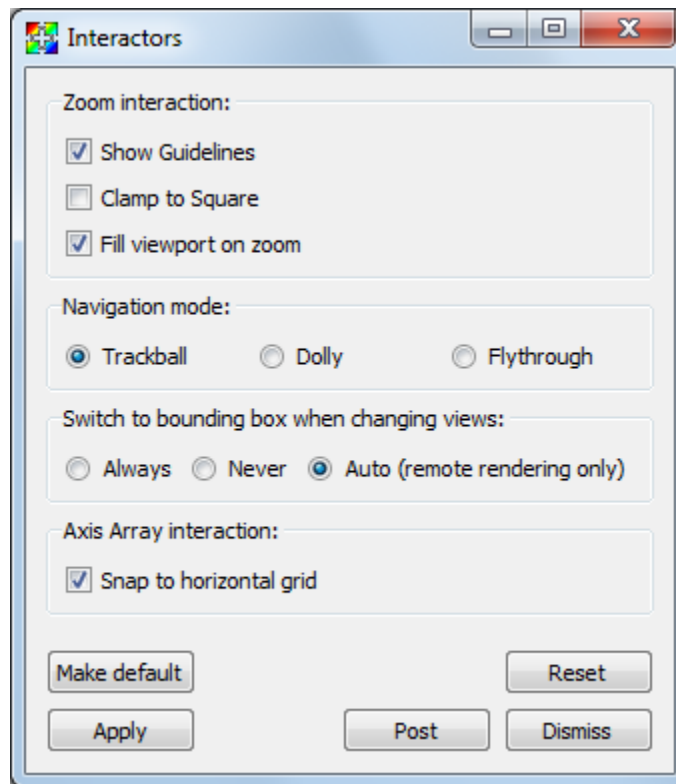 Interactors
Zoom interaction:
Show Guidelines
Clamp to Square
Fill viewport on zoom
Navigation mode:
Trackball Dolly Flythrough
Switch to bounding box when changing views:
Always Never Auto (remote rendering only)
Axis Array interaction:
Snap to horizontal grid
Make default Reset
Apply Post Dismiss